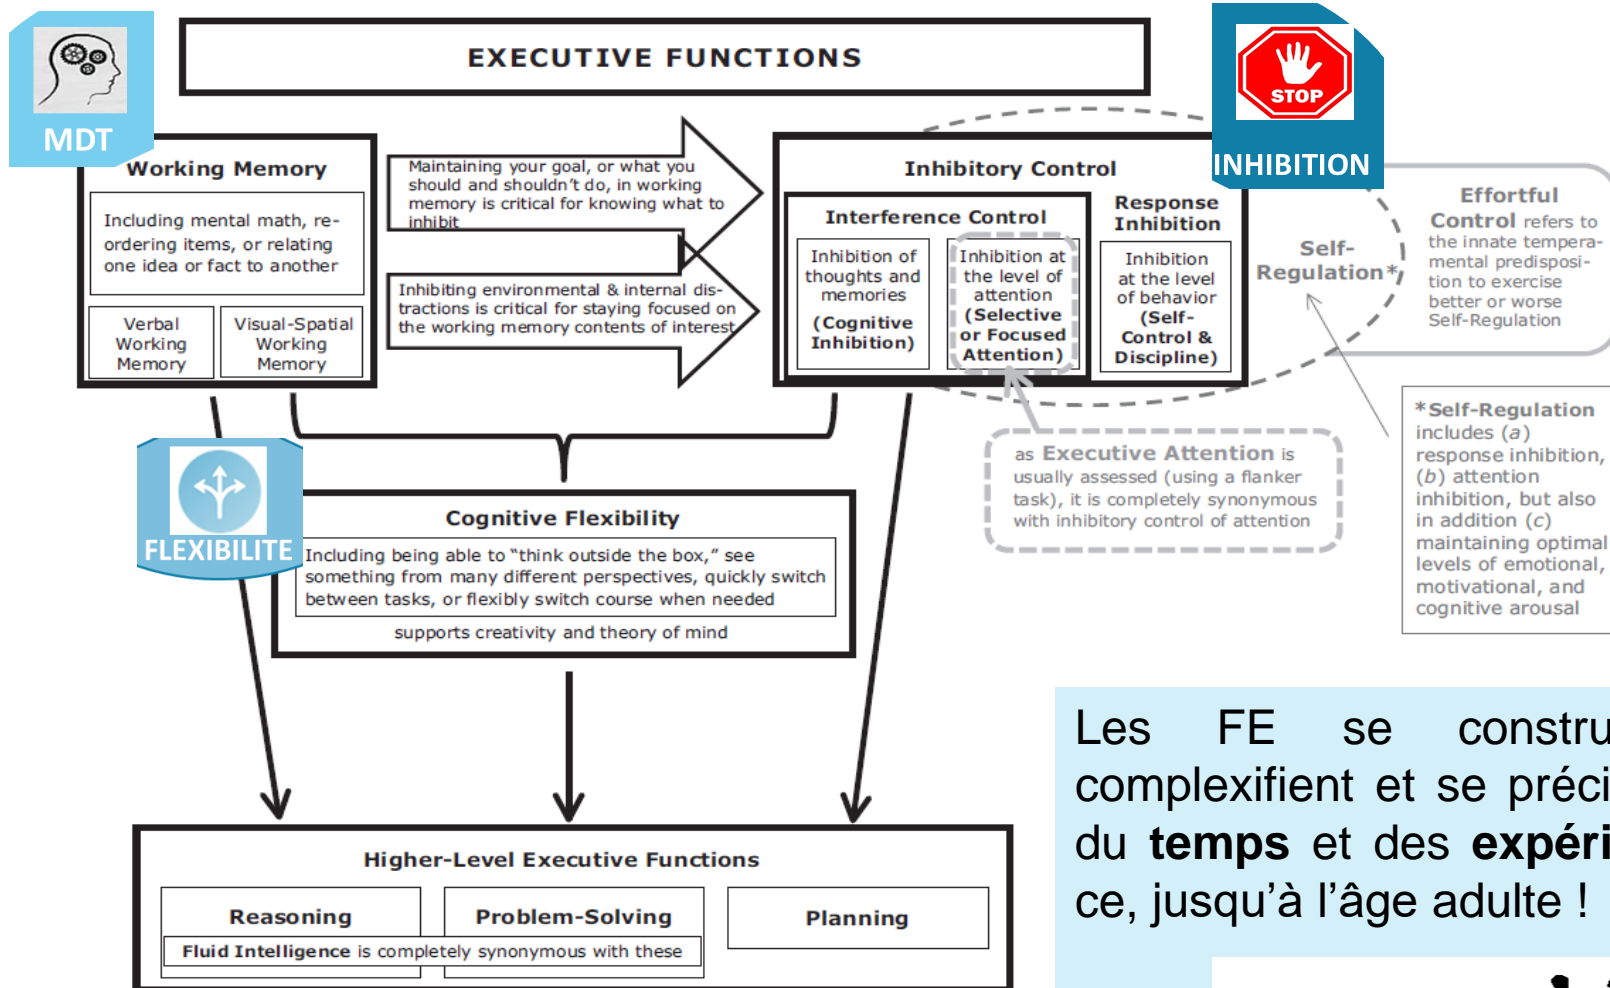 EXECUTIVE FUNCTIONS
MDT
STOP
INHIBITION
Working Memory
Including mental math, re-
ordering items, or relating
one idea or fact to another
Verbal
Working
Memory
Visual-Spatial
Working
Memory
Maintaining your goal, or what you
should and shouldn't do, in working
memory is critical for knowing what to
inhibit
Inhibiting environmental & internal dis-
tractions is critical for staying focused on
the working memory contents of interest
Inhibitory Control
Interference Control
Inhibition of
thoughts and
memories
(Cognitive
Inhibition)
Inhibition at
the level of
attention
(Selective
or Focused
Attention)
Response
Inhibition
Inhibition
at the level
of behavior
(Self-
Control &
Discipline)
Self-
Regulation*
Effortful
Control refers to
the innate tempera-
mental predisposi-
tion to exercise
better or worse
Self-Regulation
*Self-Regulation
includes (a)
response inhibition,
(b) attention
inhibition, but also
in addition (c)
maintaining optimal
levels of emotional,
motivational, and
cognitive arousal
as Executive Attention is
usually assessed (using a flanker
task), it is completely synonymous
with inhibitory control of attention
FLEXIBILITE
Cognitive Flexibility
Including being able to "think outside the box," see
something from many different perspectives, quickly switch
between tasks, or flexibly switch course when needed
supports creativity and theory of mind
Higher-Level Executive Functions
Reasoning
Problem-Solving
Planning
Fluid Intelligence is completely synonymous with these
Les FE se constru
complexifient et se préci
du temps et des expéri
ce, jusqu'à l'âge adulte !